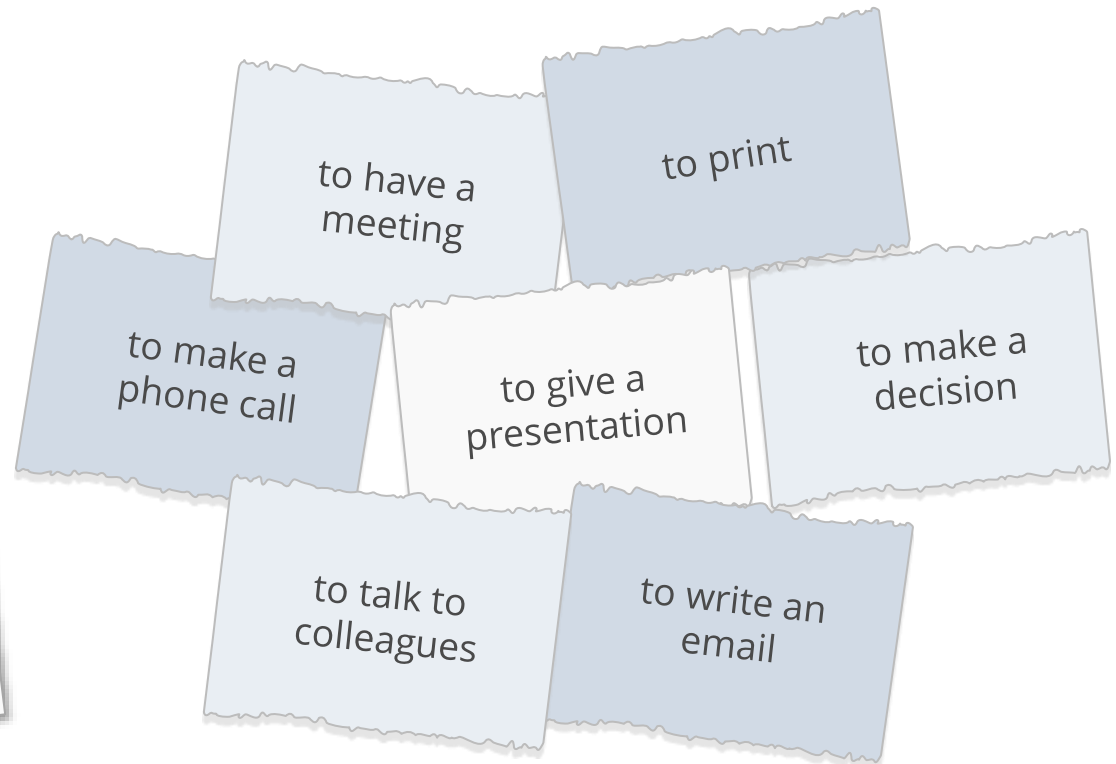 to have a
meeting
to print
to make a
phone call
to give a
presentation
to make a
decision
to talk to
colleagues
to write an
email